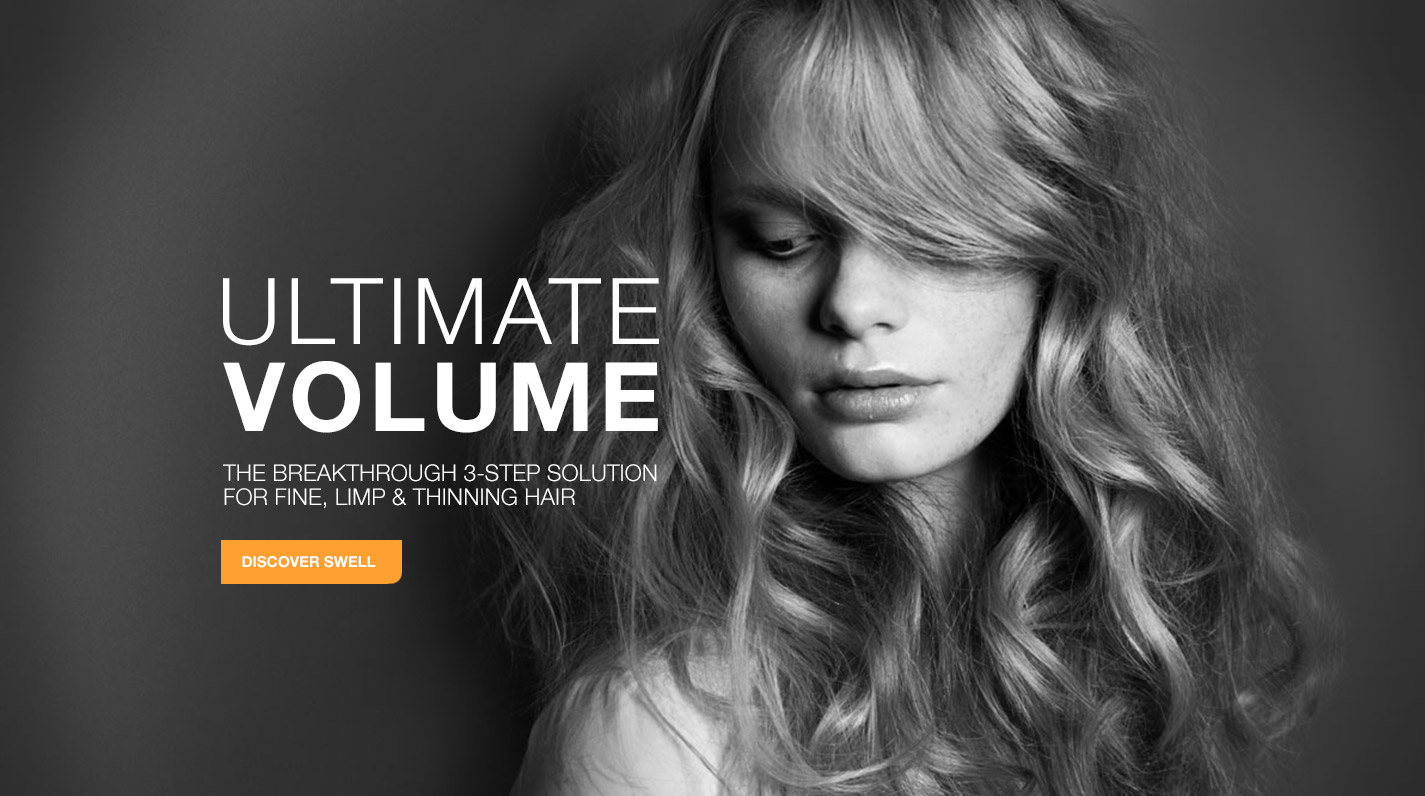 ULTIMATE
VOLUME
THE BREAKTHROUGH 3-STEP SOLUTION
FOR FINE, LIMP & THINNING HAIR
DISCOVER SWELL